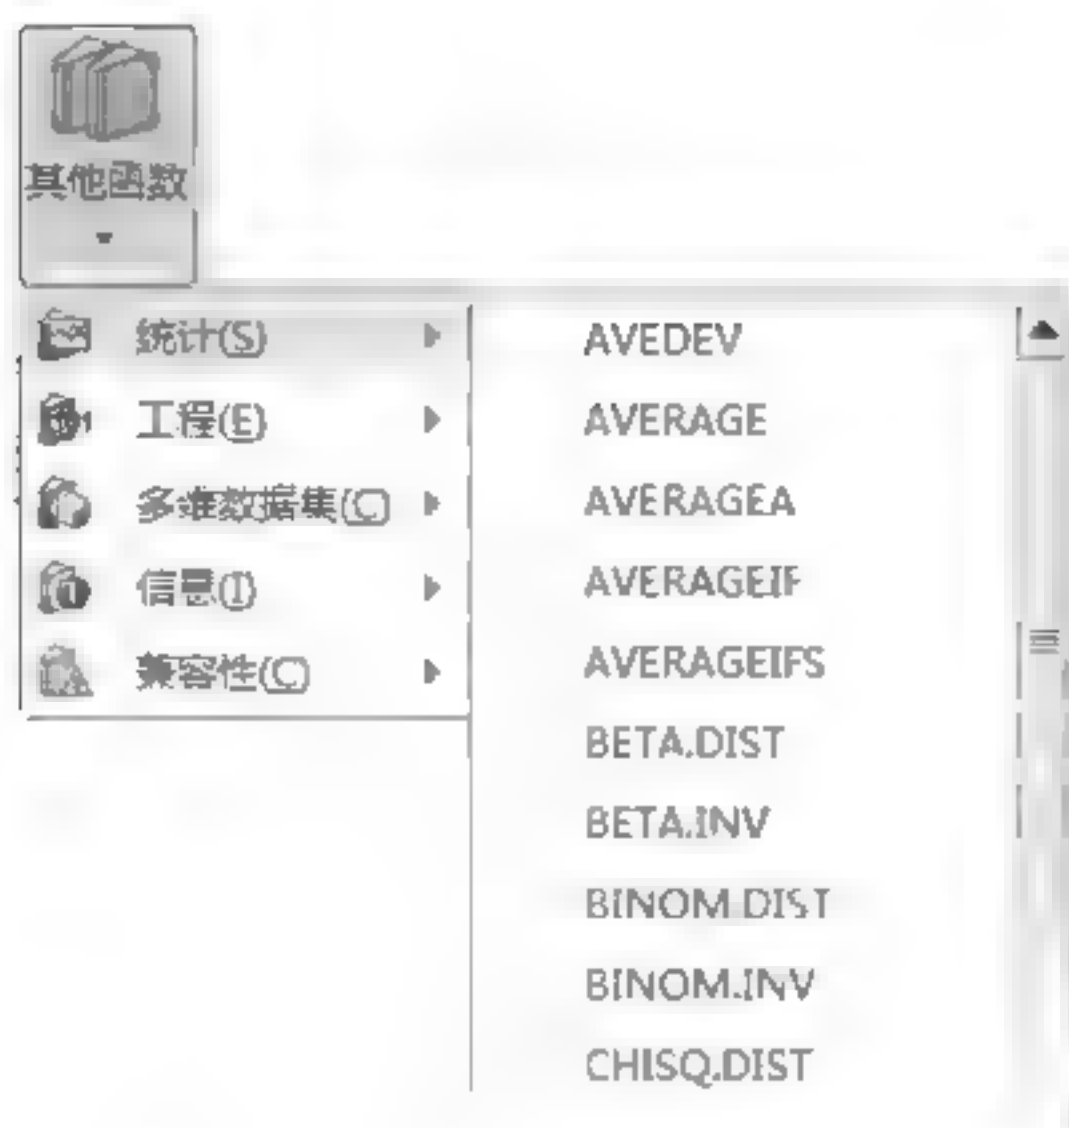 其他函数
统计(S)
工程(E)
多维数据集(C)
信息(I)
兼容性(C)
AVEDEV
AVERAGE
AVERAGEA
AVERAGEIF
AVERAGEIFS
BETA.DIST
BETA.INV
BINOM.DIST
BINOM.INV
CHISQ.DIST